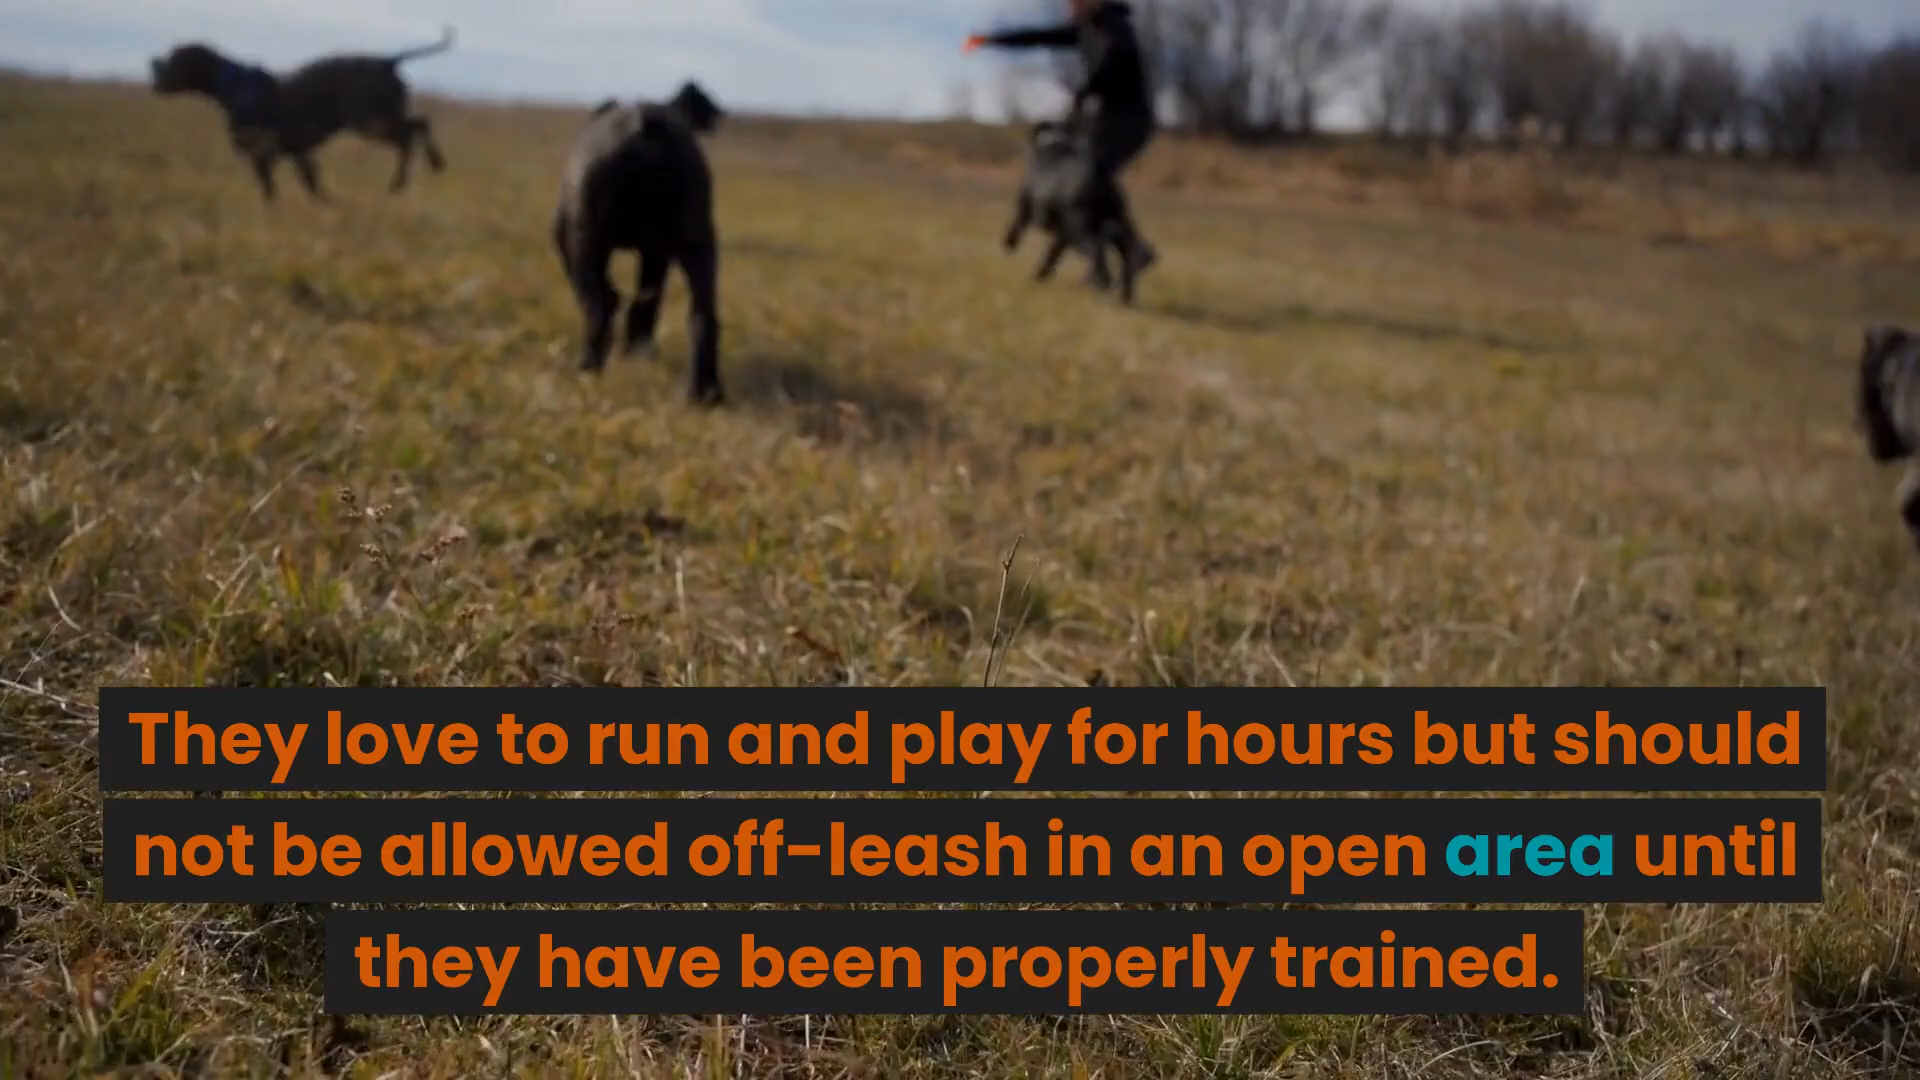 They love to run and play for hours but should
not be allowed off-leash in an open area until
they have been properly trained.